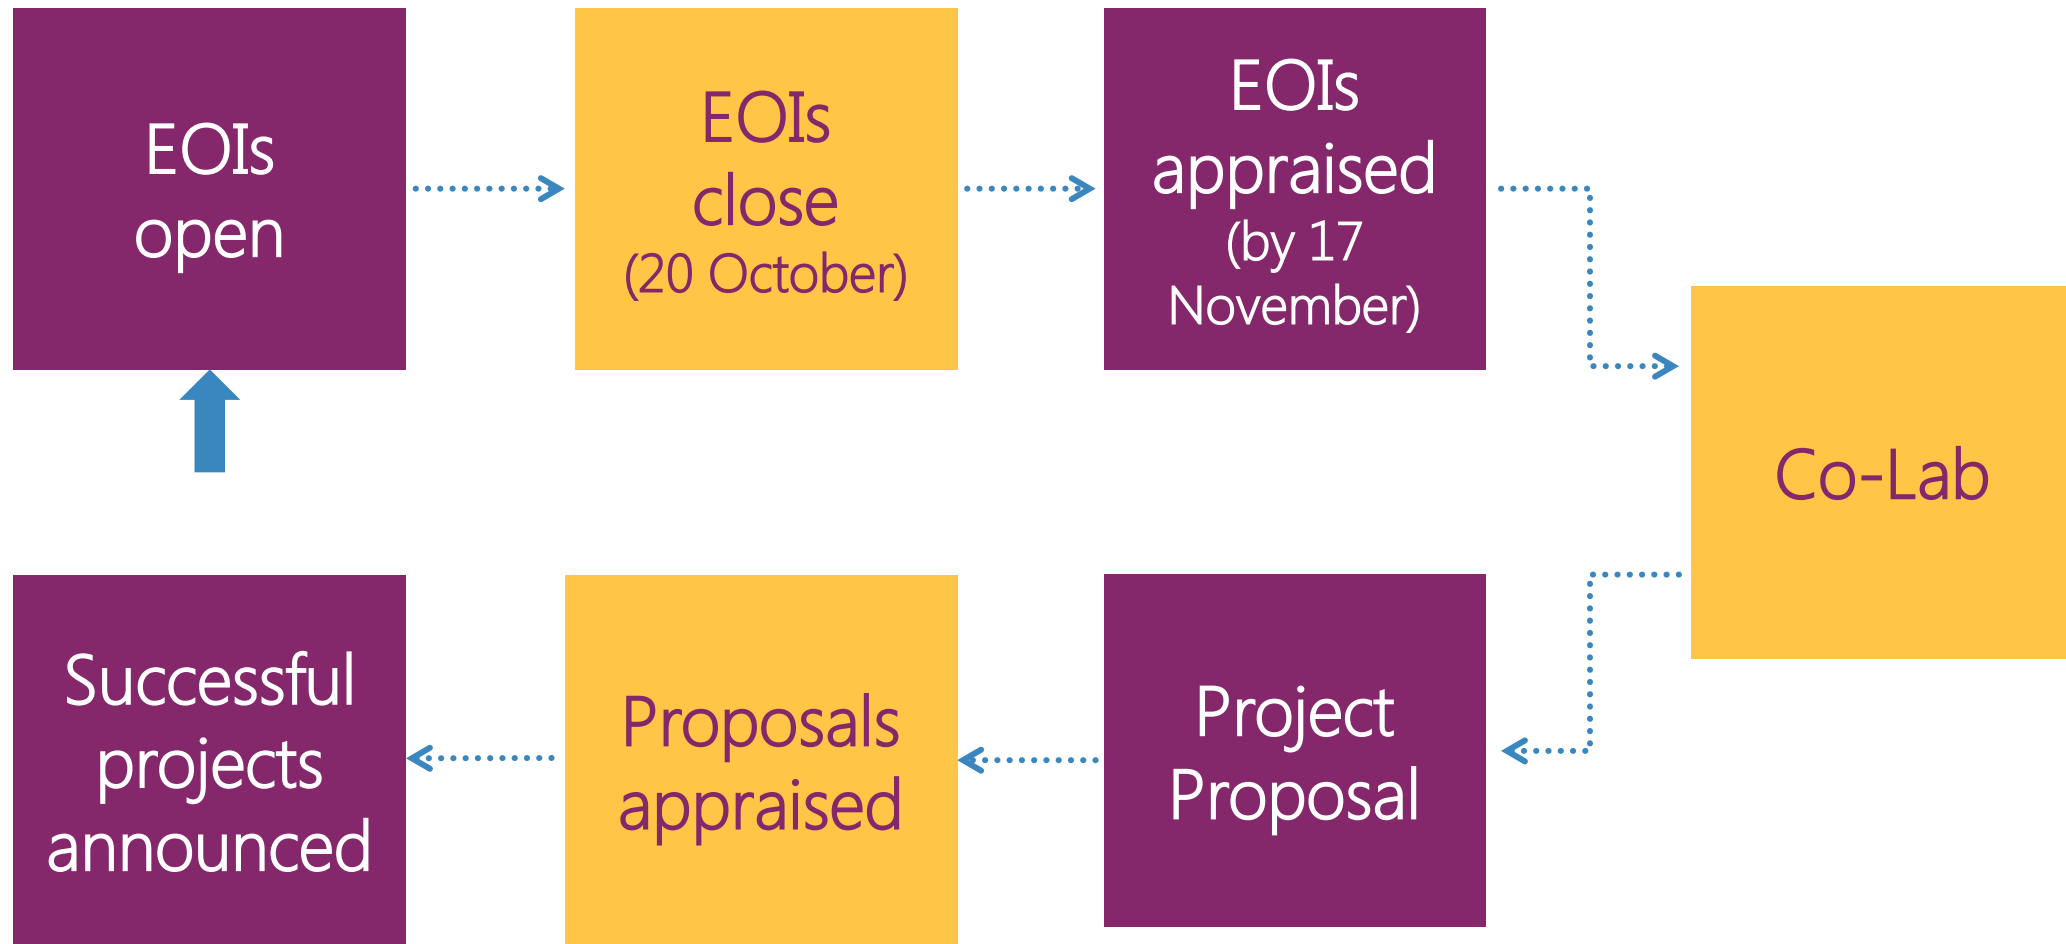 EOIs
open
EOIs
close
(20 October)
EOIs
appraised
(by 17
November)
Co-Lab
Project
Proposal
Proposals
appraised
Successful
projects
announced